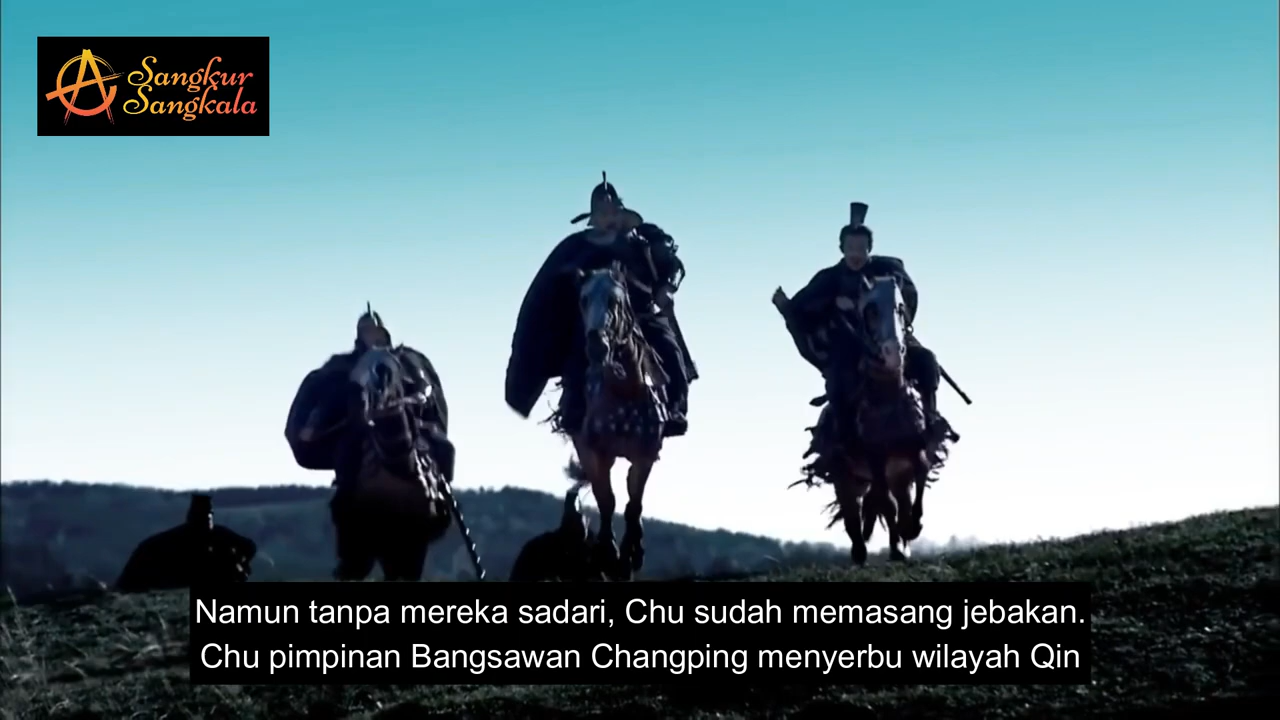 Sangkur
Sangkala
Namun tanpa mereka sadari, Chu sudah memasang jebakan.
Chu pimpinan Bangsawan Changping menyerbu wilayah Qin